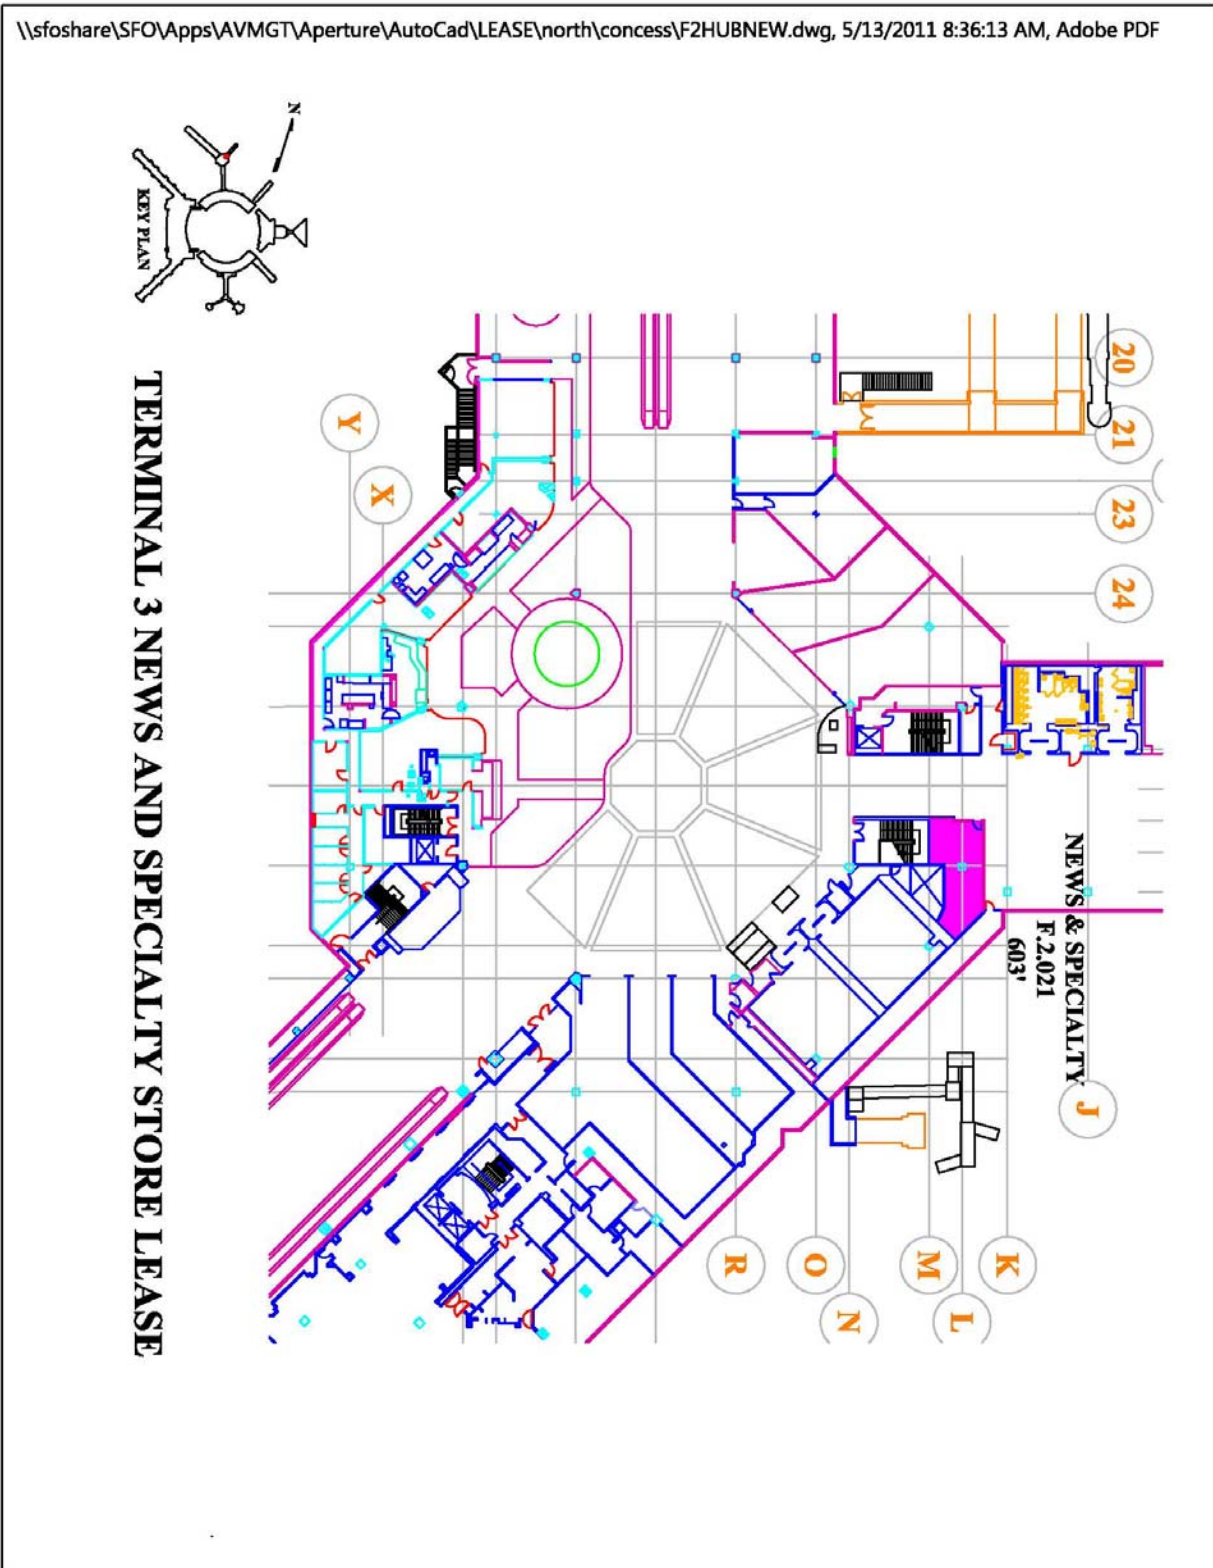 \\sfoshare\SFO\Apps\AVMGT\Aperture\AutoCad\LEASE\north\concess\F2HUBNEW.dwg, 5/13/2011 8:36:13 AM, Adobe PDF
N
KEY PLAN
TERMINAL 3 NEWS AND SPECIALTY STORE LEASE
20
21
23
24
Y
X
NEWS & SPECIALTY
F.2.021
603'
J
K
L
M
N
O
R